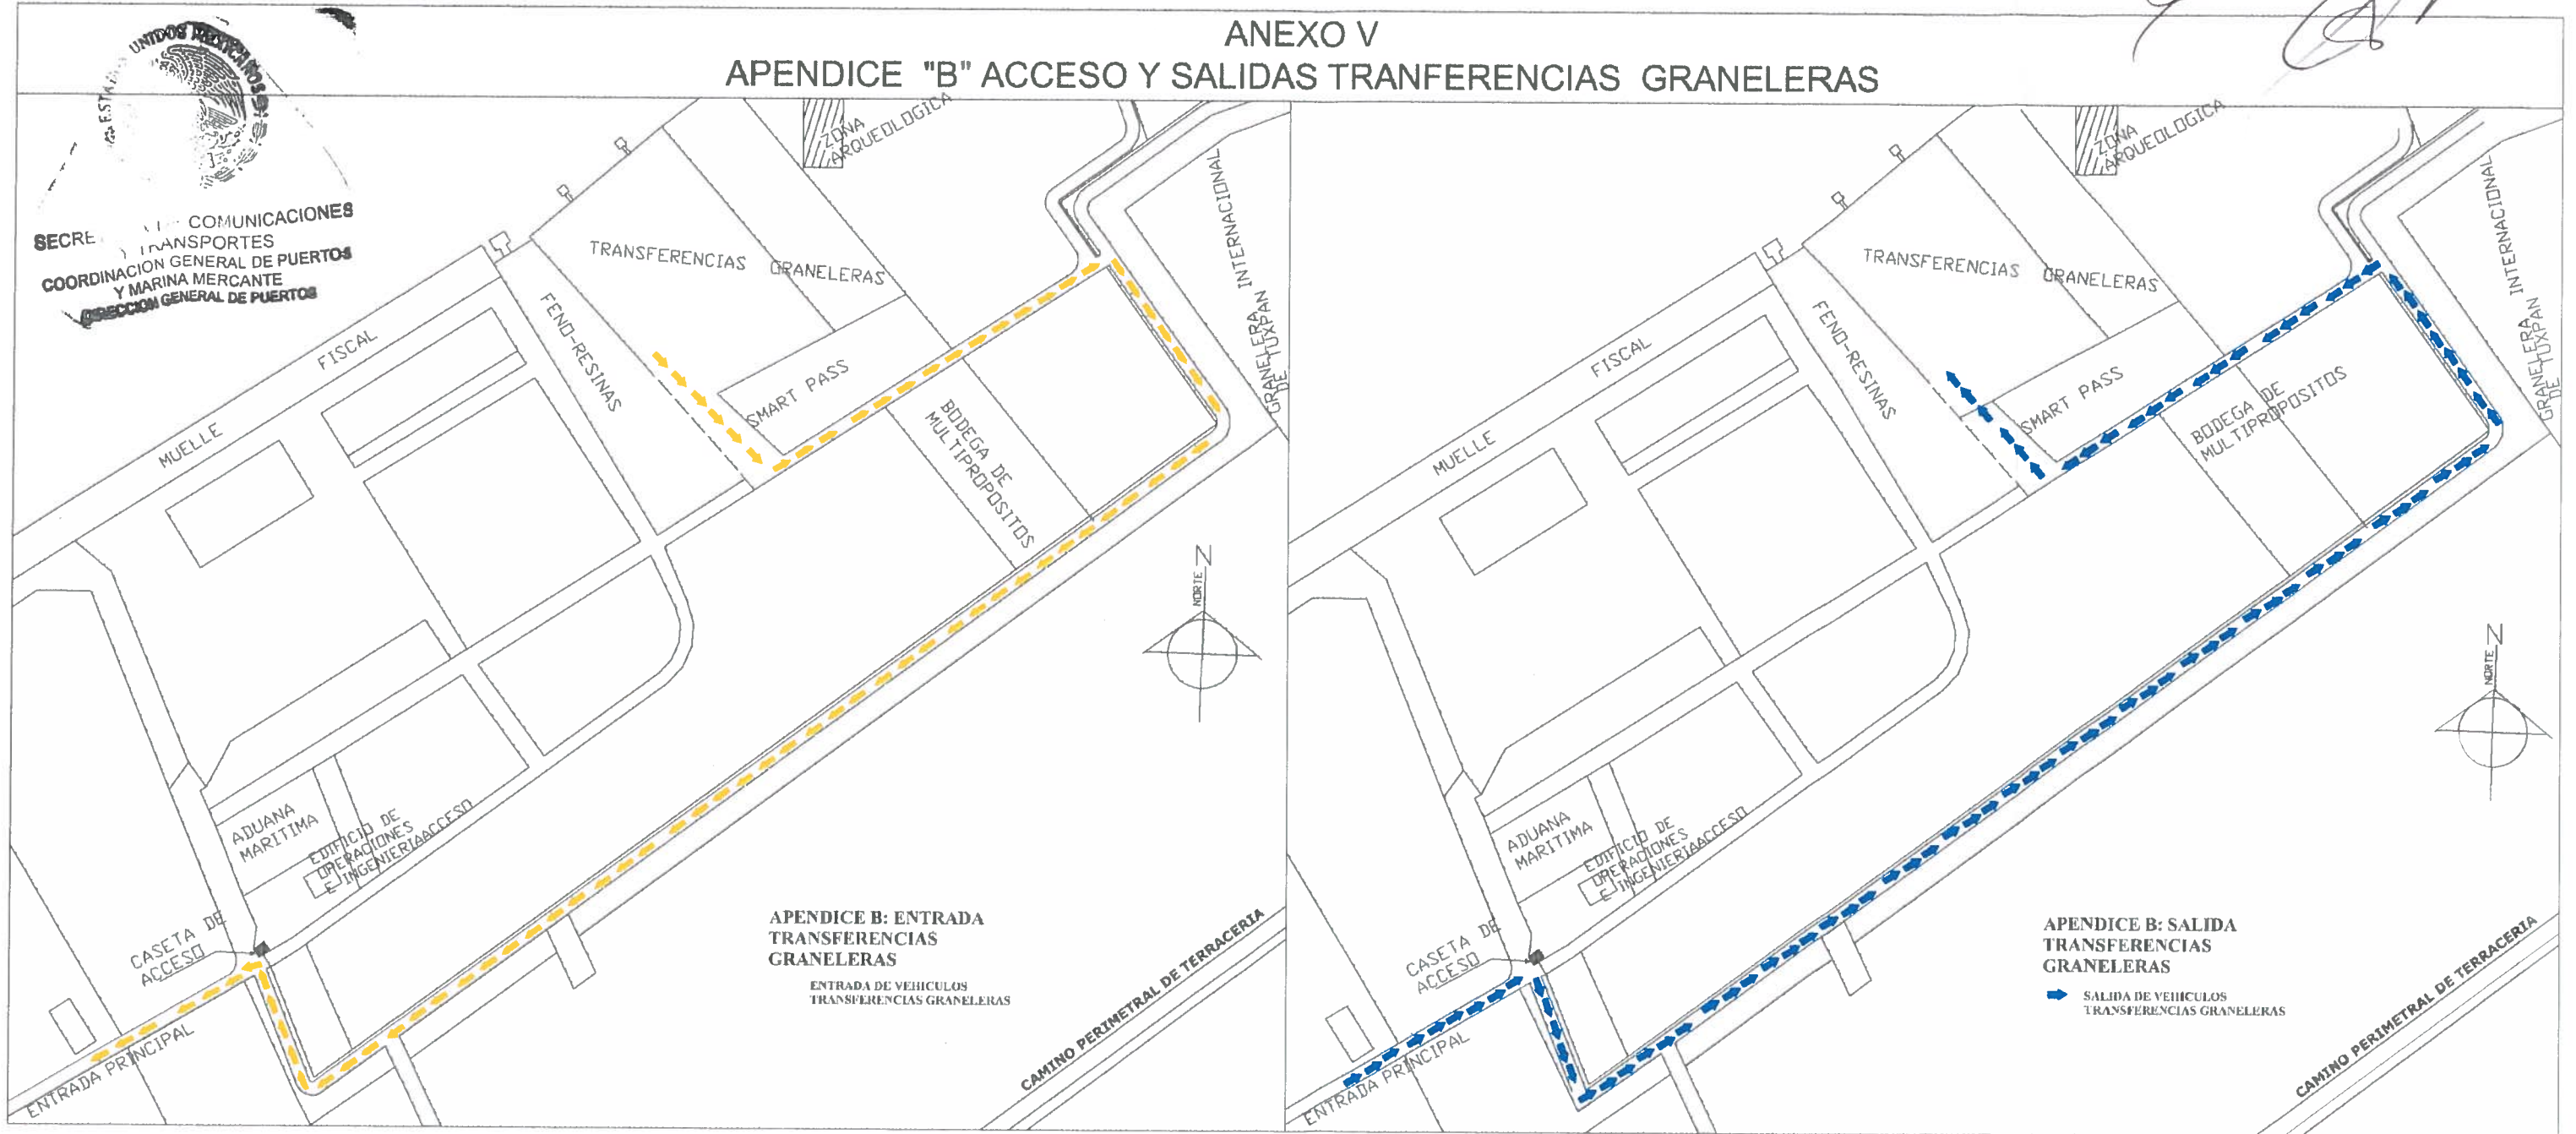 ANEXO V
APENDICE "B" ACCESO Y SALIDAS TRANFERENCIAS GRANELERAS
UNIDOS MEXICANOS
COMUNICACIONES
TRANSPORTES
COORDINACION GENERAL DE PUERTOS
Y MARINA MERCANTE
DIRECCION GENERAL DE PUERTOS
ZONA
ARQUEOLOGICA
TRANSFERENCIAS GRANELERAS
GRANELERA INTERNACIONAL
DE TUXPAN
FENO-RESINAS
MUELLE FISCAL
SMART PASS
BODEGA DE
MULTIPROPOSITOS
NORTE N
ADUANA
MARITIMA
EDIFICIO DE
OPERACIONES
E INGENIERIA
ACCESO
CASETA DE
ACCESO
ENTRADA PRINCIPAL
APENDICE B: ENTRADA
TRANSFERENCIAS
GRANELERAS
ENTRADA DE VEHICULOS
TRANSFERENCIAS GRANELERAS
CAMINO PERIMETRAL DE TERRACERIA
ZONA
ARQUEOLOGICA
TRANSFERENCIAS GRANELERAS
GRANELERA INTERNACIONAL
DE TUXPAN
FENO-RESINAS
MUELLE FISCAL
SMART PASS
BODEGA DE
MULTIPROPOSITOS
NORTE N
ADUANA
MARITIMA
EDIFICIO DE
OPERACIONES
E INGENIERIA
ACCESO
CASETA DE
ACCESO
ENTRADA PRINCIPAL
APENDICE B: SALIDA
TRANSFERENCIAS
GRANELERAS
SALIDA DE VEHICULOS
TRANSFERENCIAS GRANELERAS
CAMINO PERIMETRAL DE TERRACERIA